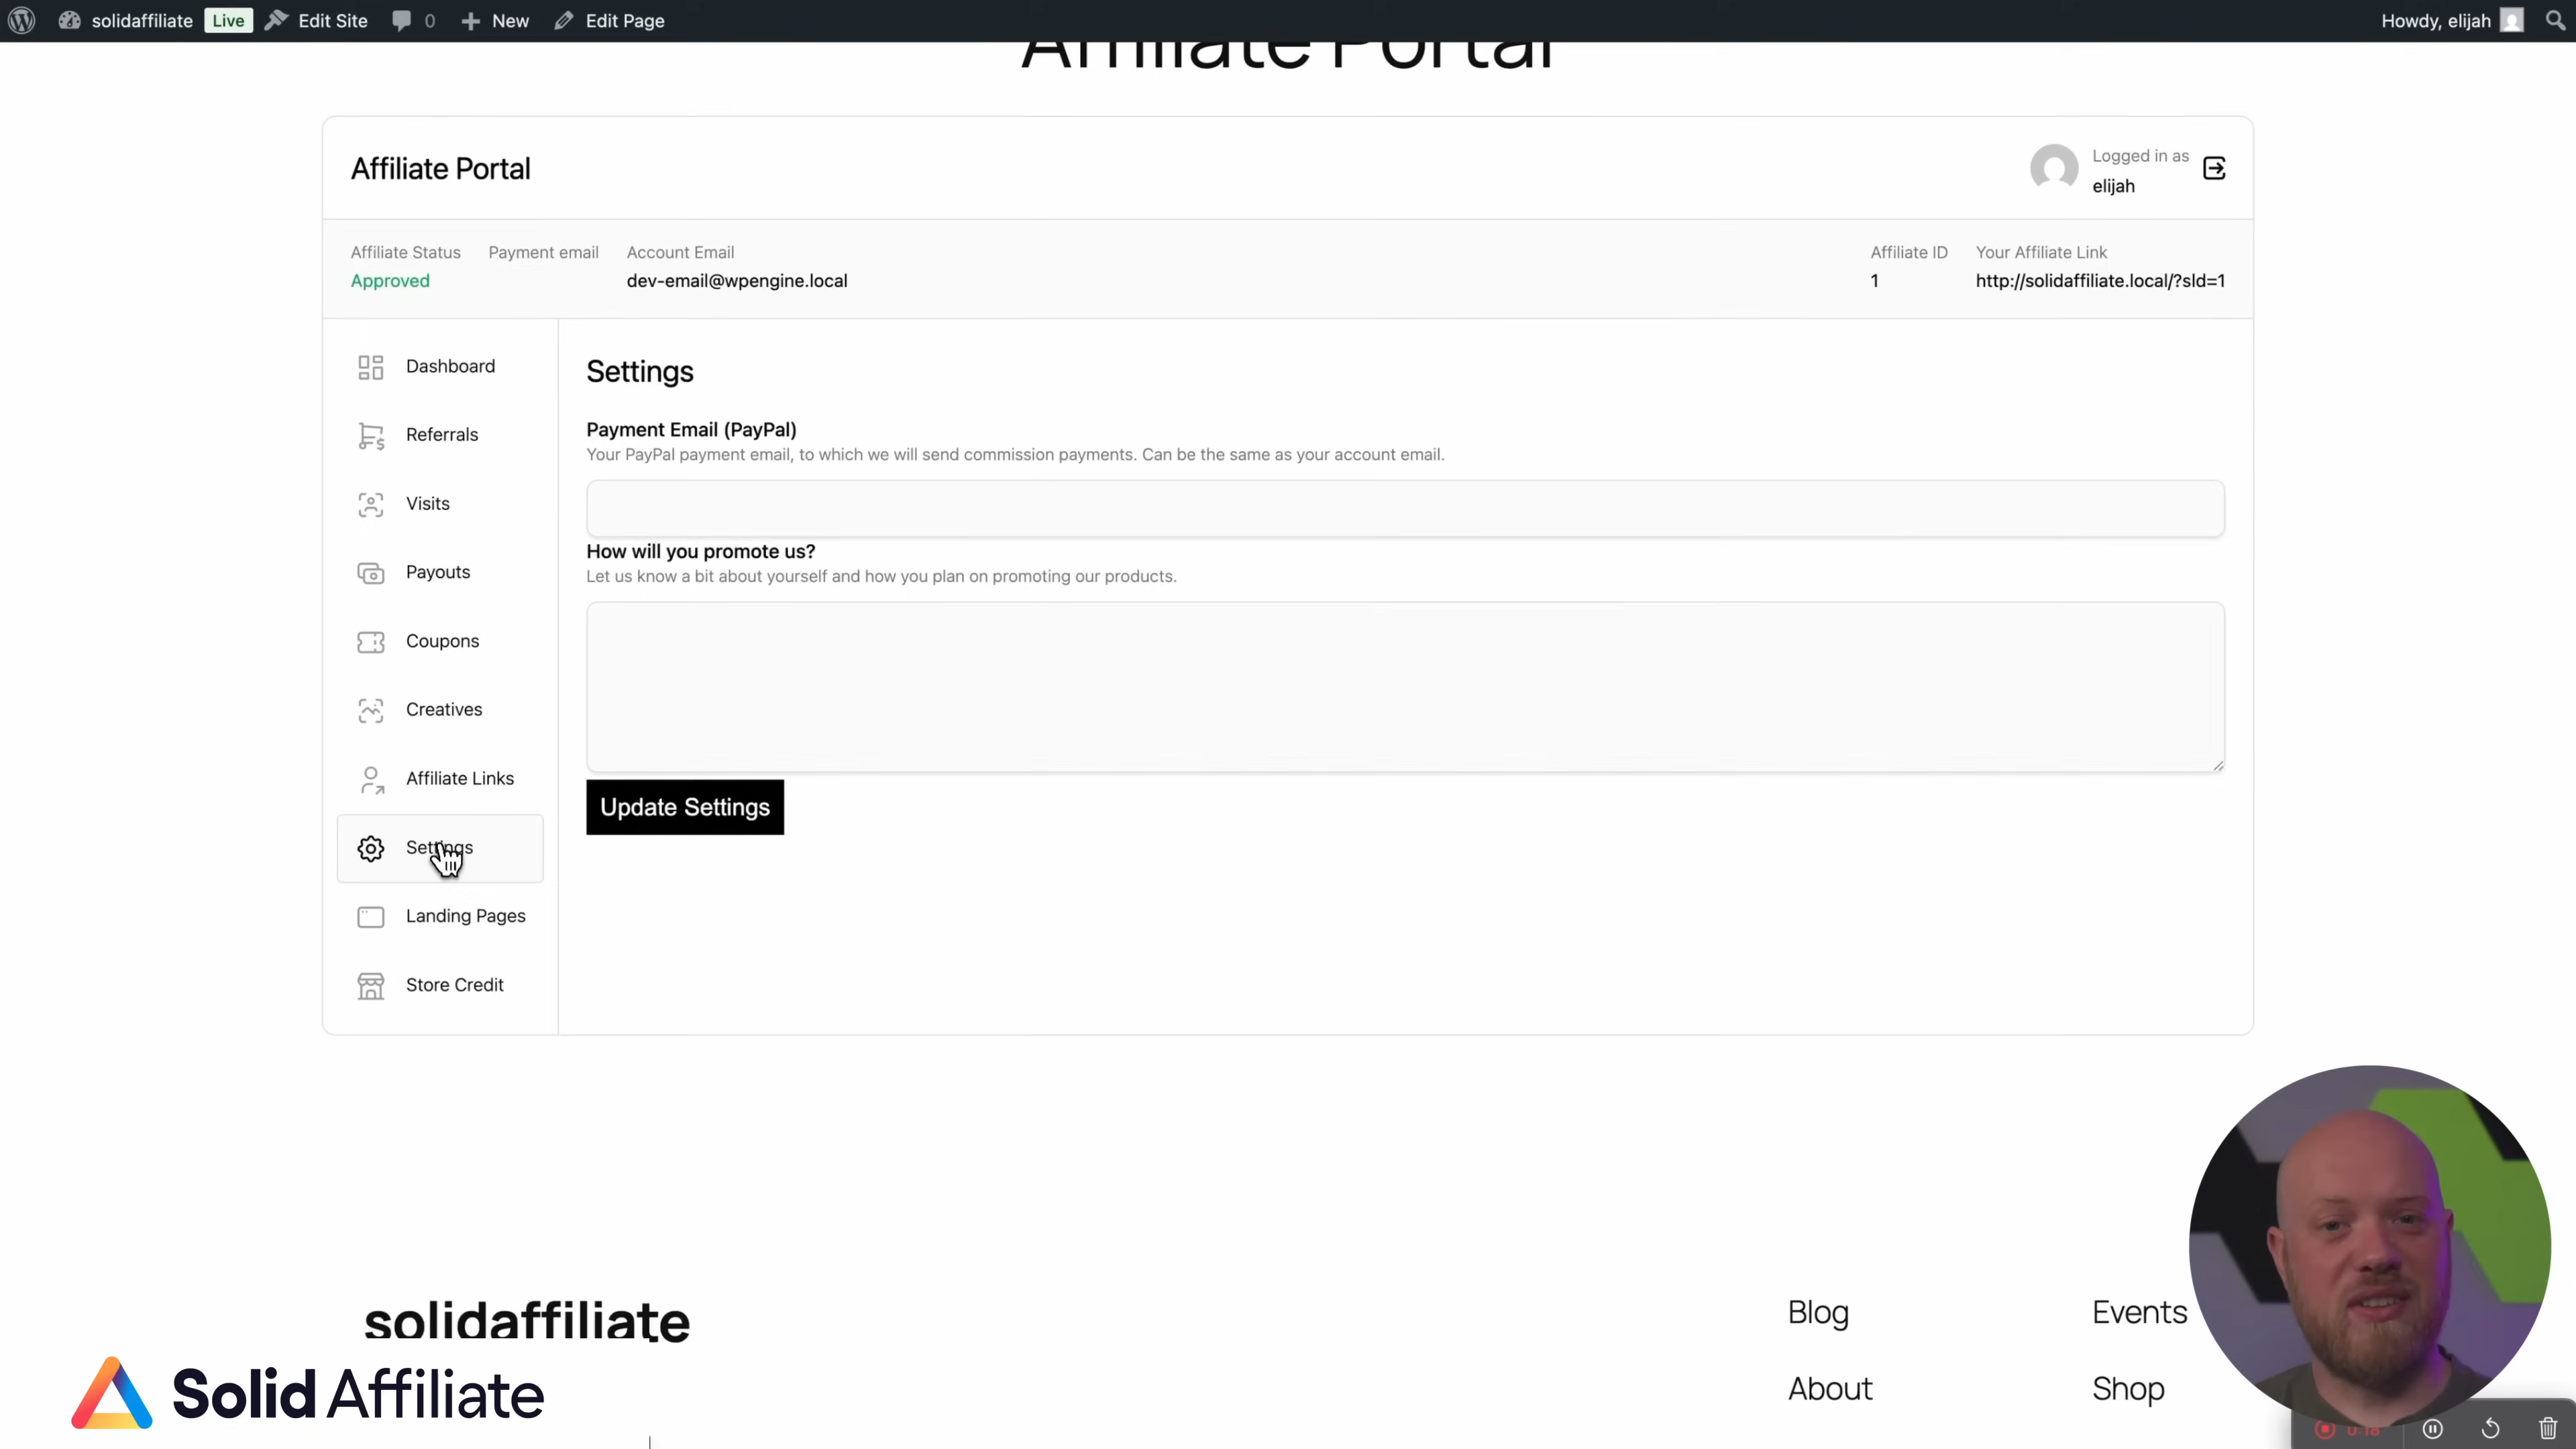 solidaffiliate Live Edit Site 0 New Edit Page Howdy, elijah
Affiliate Portal
Affiliate Portal
Logged in as
elijah
Affiliate Status Payment email Account Email Affiliate ID Your Affiliate Link
Approved dev-email@wpengine.local 1 http://solidaffiliate.local/?sld=1
Dashboard
Referrals
Visits
Payouts
Coupons
Creatives
Affiliate Links
Settings
Landing Pages
Store Credit
Settings
Payment Email (PayPal)
Your PayPal payment email, to which we will send commission payments. Can be the same as your account email.
How will you promote us?
Let us know a bit about yourself and how you plan on promoting our products.
Update Settings
solidaffiliate
Blog Events
About Shop
Solid Affiliate
0:18